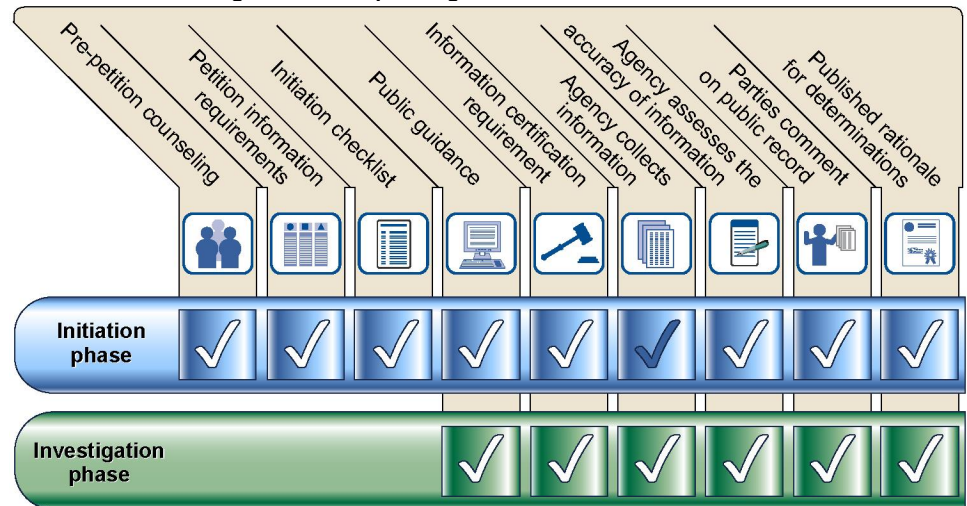 Pre-petition counseling
Petition information
requirements
Initiation checklist
Public guidance
Information certification
requirement
Agency collects
information
Agency assesses the
accuracy of information
Parties comment
on public record
Published rationale
for determinations
Initiation
phase
Investigation
phase